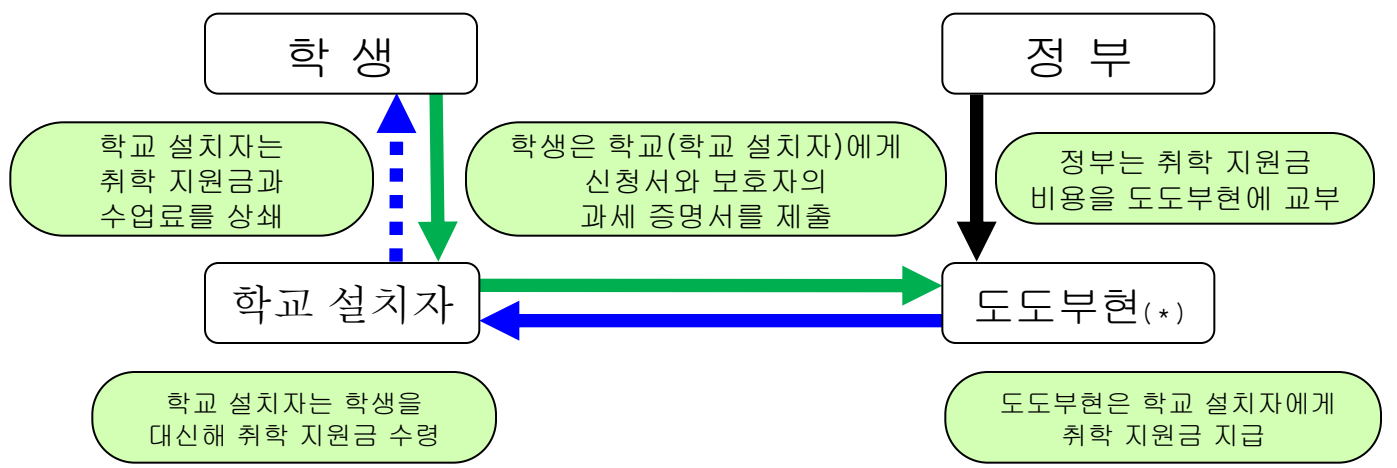 학 생
정 부
학교 설치자는
취학 지원금과
수업료를 상쇄
학생은 학교(학교 설치자)에게
신청서와 보호자의
과세 증명서를 제출
정부는 취학 지원금
비용을 도도부현에 교부
학교 설치자
도도부현(*)
학교 설치자는 학생을
대신해 취학 지원금 수령
도도부현은 학교 설치자에게
취학 지원금 지급